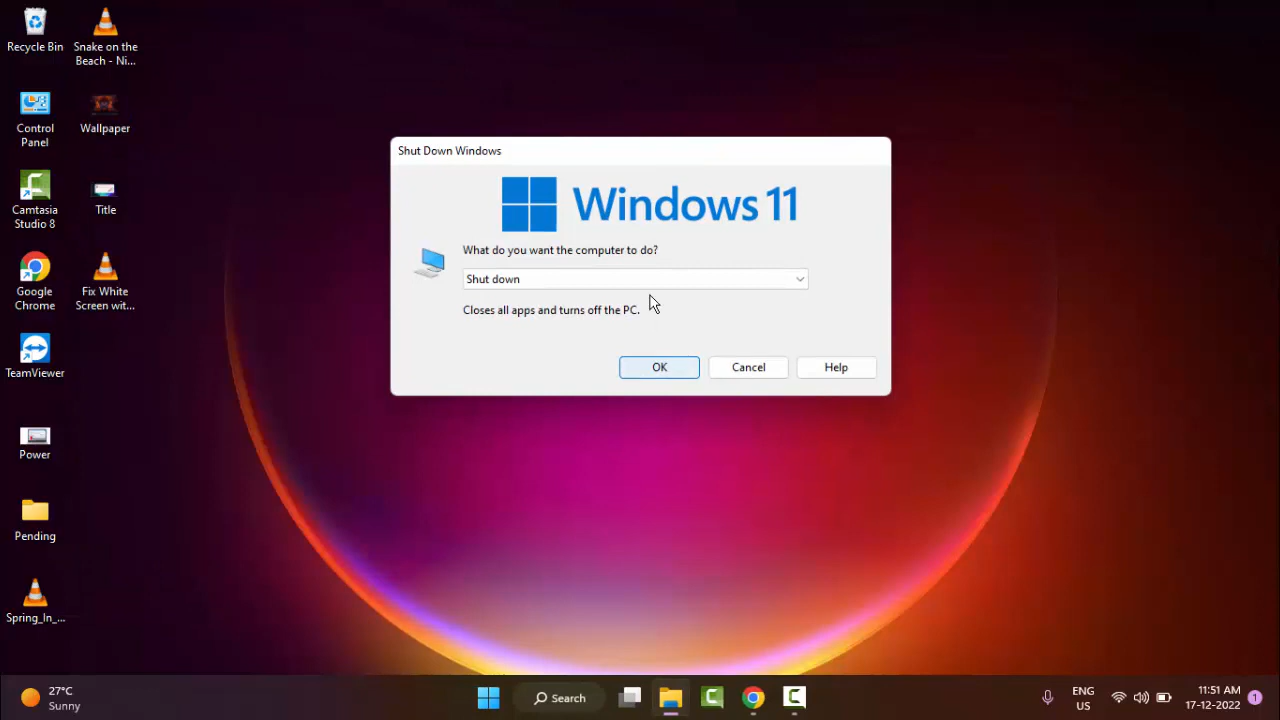 Recycle Bin
Snake on the
Beach - Ni...
Control
Panel
Wallpaper
Camtasia
Studio 8
Title
Google
Chrome
Fix White
Screen wit...
TeamViewer
Power
Pending
Spring_In_...
Shut Down Windows
Windows 11
What do you want the computer to do?
Shut down
Closes all apps and turns off the PC.
OK
Cancel
Help
27°C
Sunny
Search
ENG
US
11:51 AM
17-12-2022
1